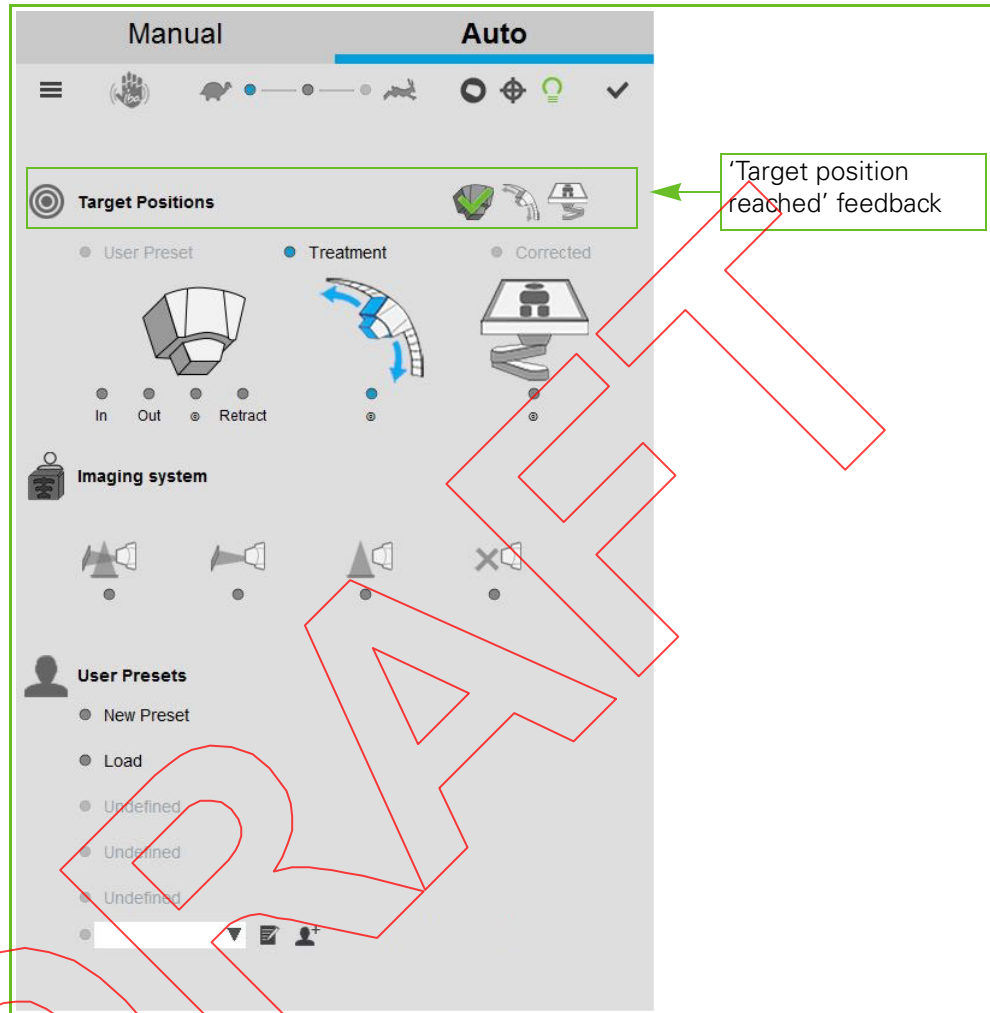 Manual Auto
Target Positions
'Target position
reached' feedback
User Preset Treatment Corrected
In Out ◎ Retract ◎ ◎
Imaging system
User Presets
New Preset
Load
Undefined
Undefined
Undefined
DRAFT